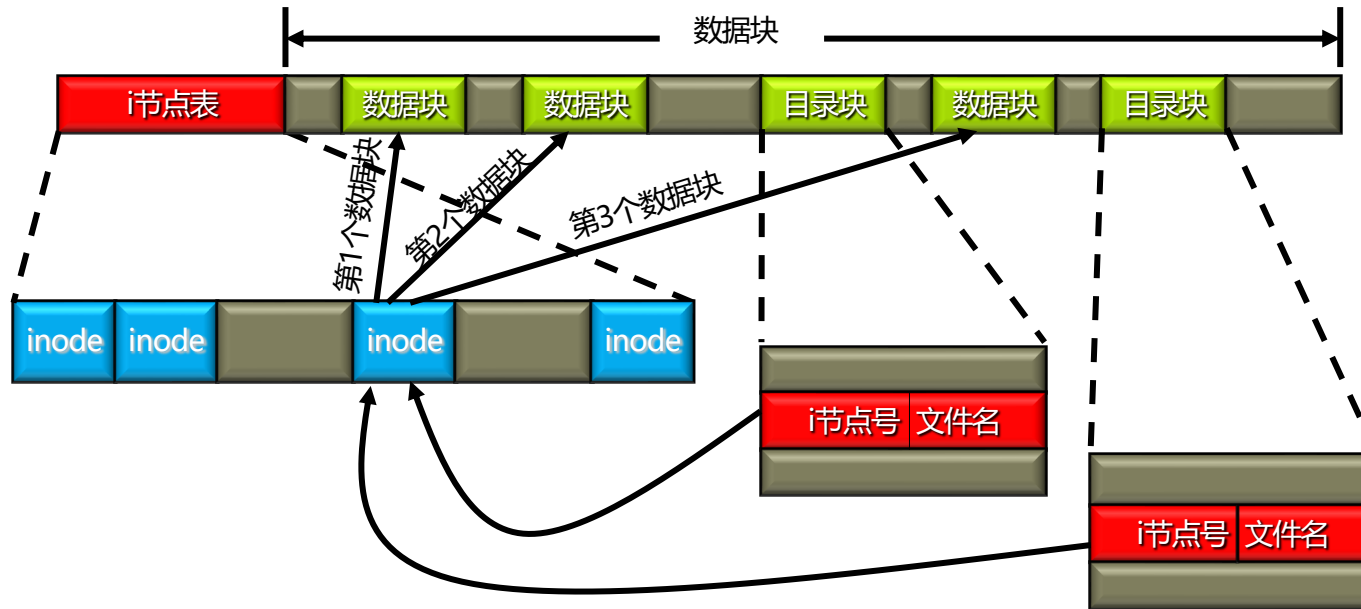 数据块
i节点表
数据块
数据块
目录块
数据块
目录块
第1个数据块
第2个数据块
第3个数据块
inode
inode
inode
inode
i节点号
文件名
i节点号
文件名